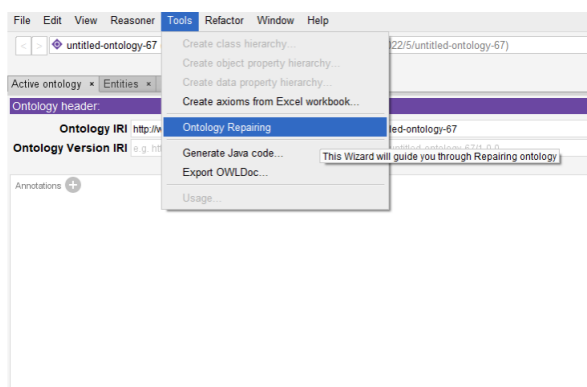 File Edit View Reasoner Tools Refactor Window Help
< > untitled-ontology-67 22/5/untitled-ontology-67)
Create class hierarchy...
Create object property hierarchy...
Create data property hierarchy...
Create axioms from Excel workbook...
Ontology Repairing
Generate Java code...
Export OWLDoc...
Usage...
This Wizard will guide you through Repairing ontology
Active ontology × Entities ×
Ontology header:
Ontology IRI http://w led-ontology-67
Ontology Version IRI e.g. htt
Annotations